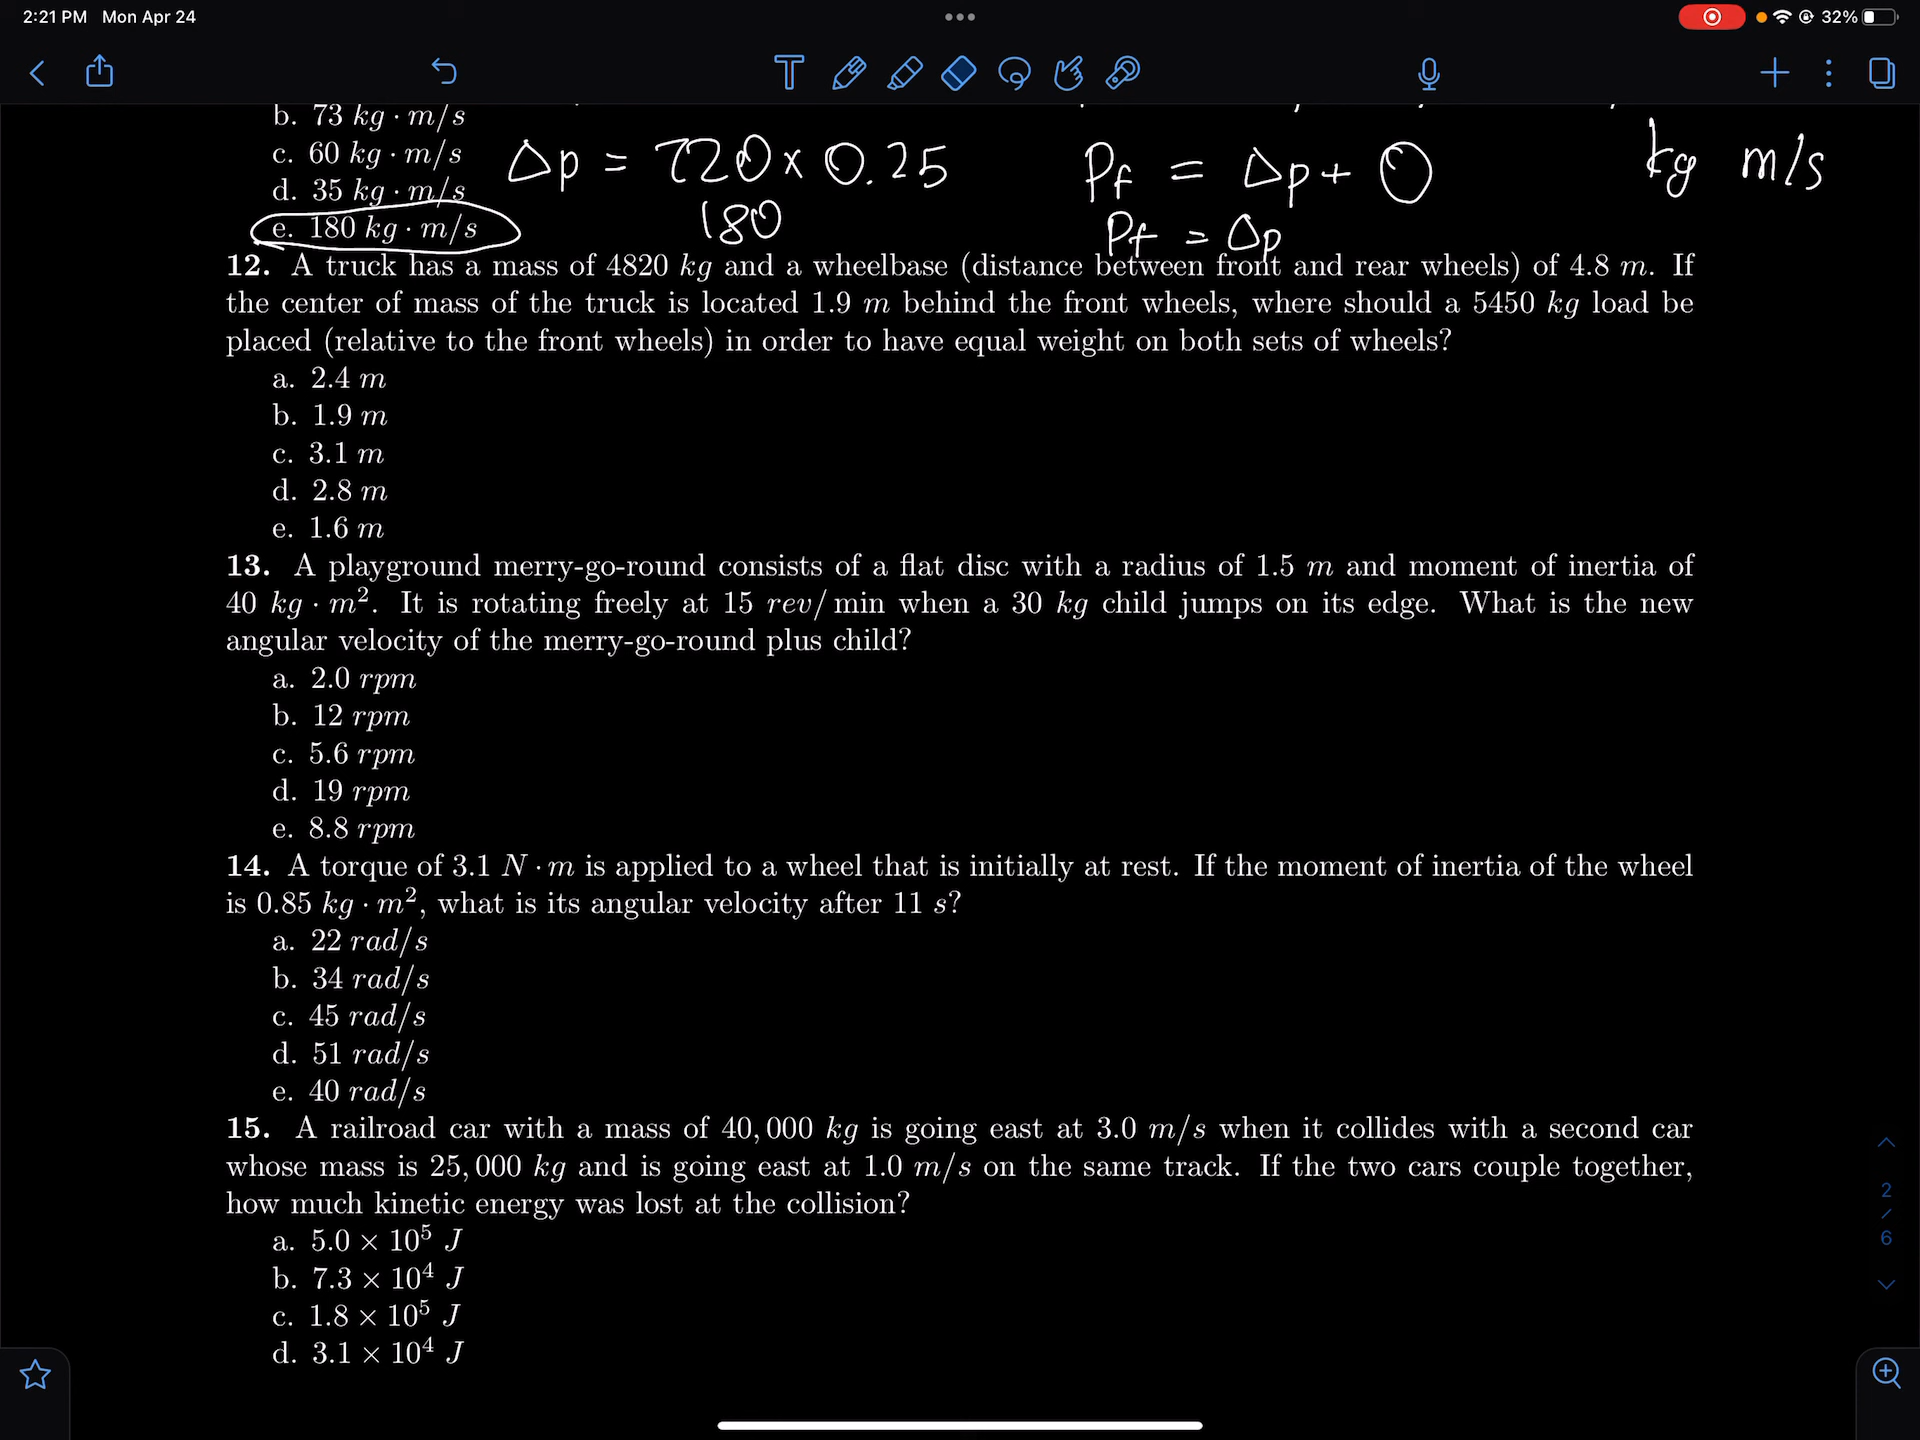 2:21 PM Mon Apr 24
32%
b. 73 kg · m/s
c. 60 kg · m/s
d. 35 kg · m/s
e. 180 kg · m/s
Δp = 720 x 0.25
180
Pf = Δp + 0
Pf = Δp
kg m/s
12. A truck has a mass of 4820 kg and a wheelbase (distance between front and rear wheels) of 4.8 m. If
the center of mass of the truck is located 1.9 m behind the front wheels, where should a 5450 kg load be
placed (relative to the front wheels) in order to have equal weight on both sets of wheels?
a. 2.4 m
b. 1.9 m
c. 3.1 m
d. 2.8 m
e. 1.6 m
13. A playground merry-go-round consists of a flat disc with a radius of 1.5 m and moment of inertia of
40 kg · m². It is rotating freely at 15 rev/min when a 30 kg child jumps on its edge. What is the new
angular velocity of the merry-go-round plus child?
a. 2.0 rpm
b. 12 rpm
c. 5.6 rpm
d. 19 rpm
e. 8.8 rpm
14. A torque of 3.1 N · m is applied to a wheel that is initially at rest. If the moment of inertia of the wheel
is 0.85 kg · m², what is its angular velocity after 11 s?
a. 22 rad/s
b. 34 rad/s
c. 45 rad/s
d. 51 rad/s
e. 40 rad/s
15. A railroad car with a mass of 40,000 kg is going east at 3.0 m/s when it collides with a second car
whose mass is 25,000 kg and is going east at 1.0 m/s on the same track. If the two cars couple together,
how much kinetic energy was lost at the collision?
a. 5.0 × 10⁵ J
b. 7.3 × 10⁴ J
c. 1.8 × 10⁵ J
d. 3.1 × 10⁴ J
2
/
6